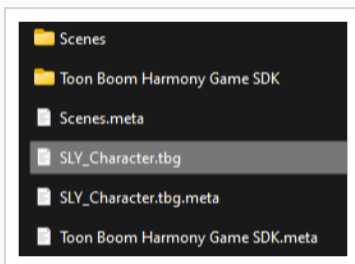 Scenes
Toon Boom Harmony Game SDK
Scenes.meta
SLY_Character.tbg
SLY_Character.tbg.meta
Toon Boom Harmony Game SDK.meta